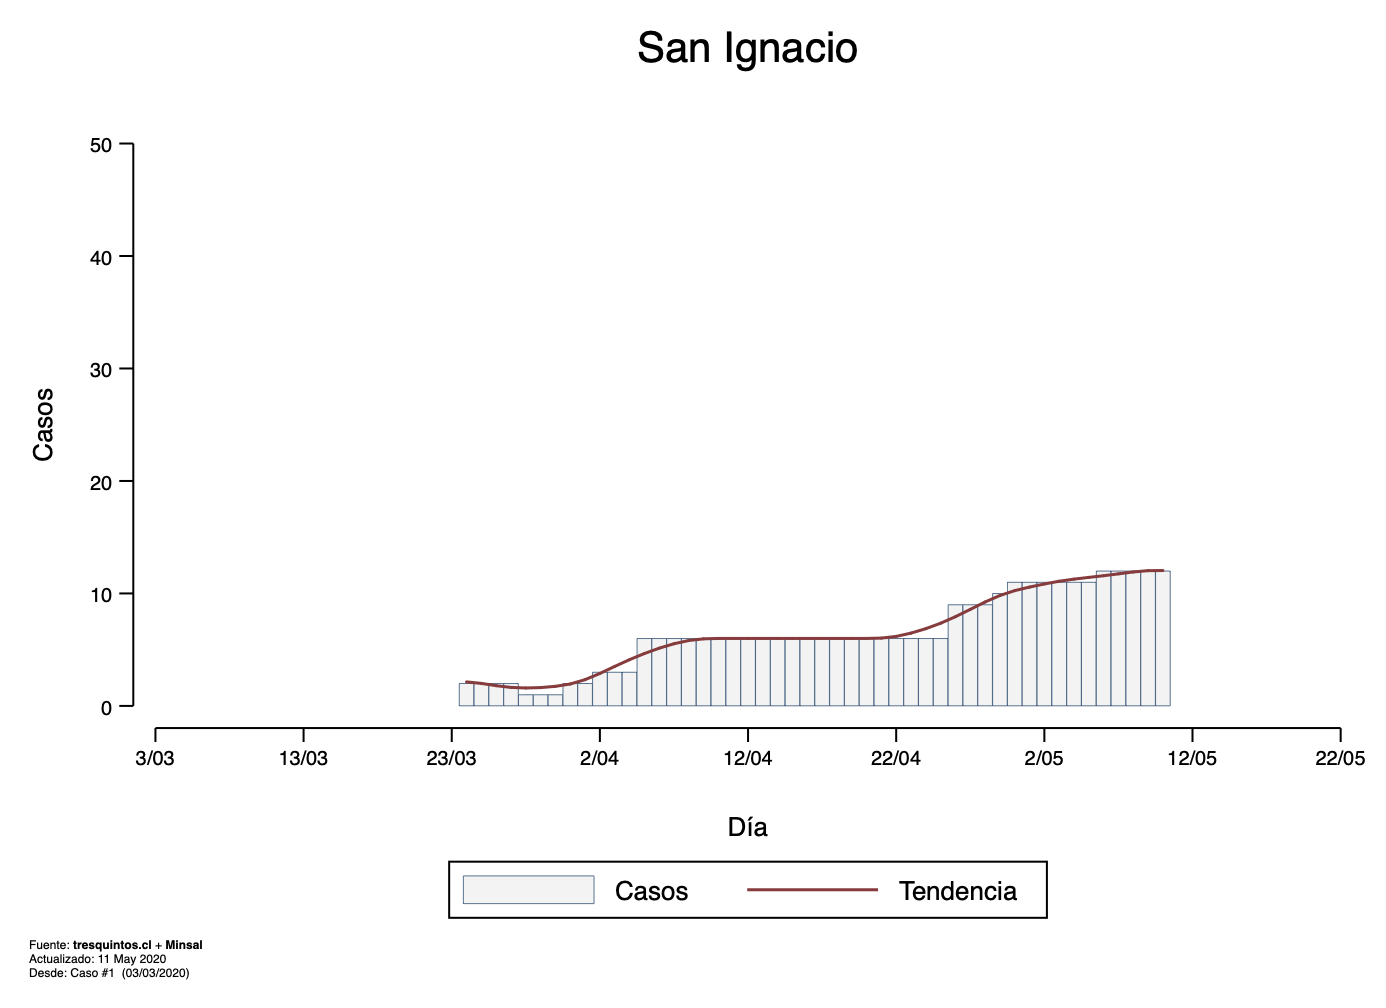 San Ignacio
50
40
30
20
10
0
Casos
3/03 13/03 23/03 2/04 12/04 22/04 2/05 12/05 22/05
Día
Casos Tendencia
Fuente: tresquintos.cl + Minsal
Actualizado: 11 May 2020
Desde: Caso #1 (03/03/2020)